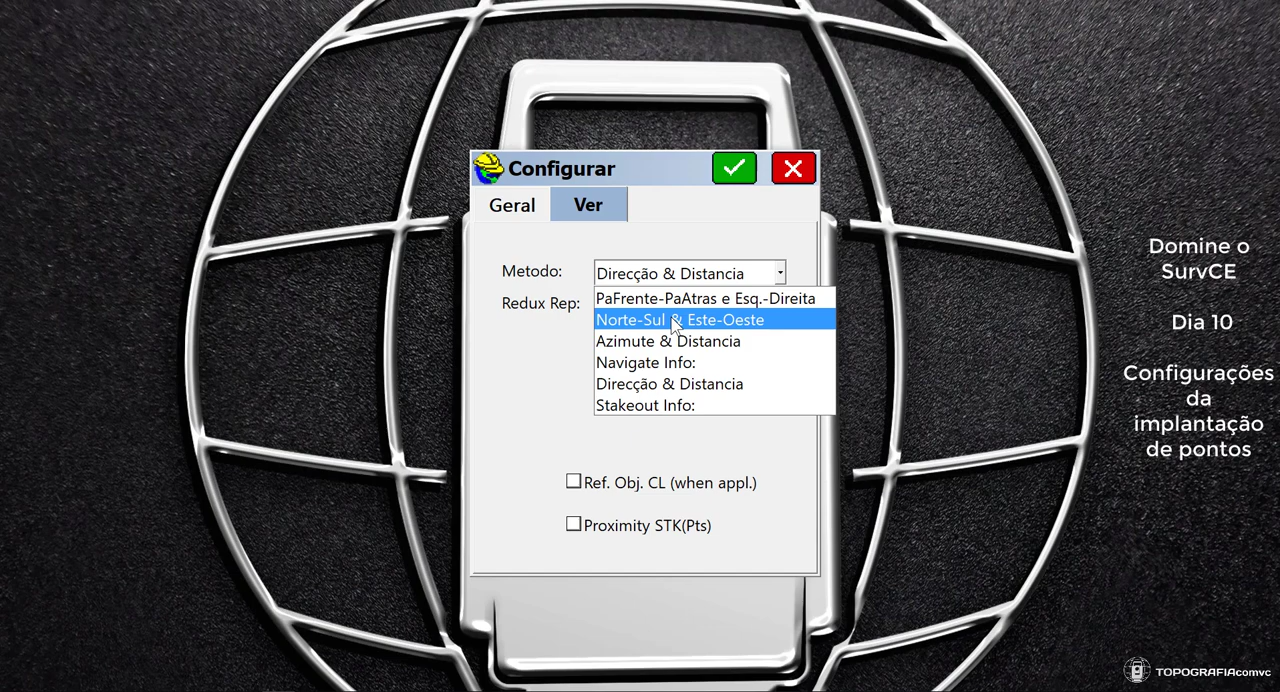 Configurar
Geral
Ver
Metodo:
Direcção & Distancia
Redux Rep:
PaFrente-PaAtras e Esq.-Direita
Norte-Sul & Este-Oeste
Azimute & Distancia
Navigate Info:
Direcção & Distancia
Stakeout Info:
Ref. Obj. CL (when appl.)
Proximity STK(Pts)
Domine o
SurvCE
Dia 10
Configurações
da
implantação
de pontos
TOPOGRAFIAcomvc